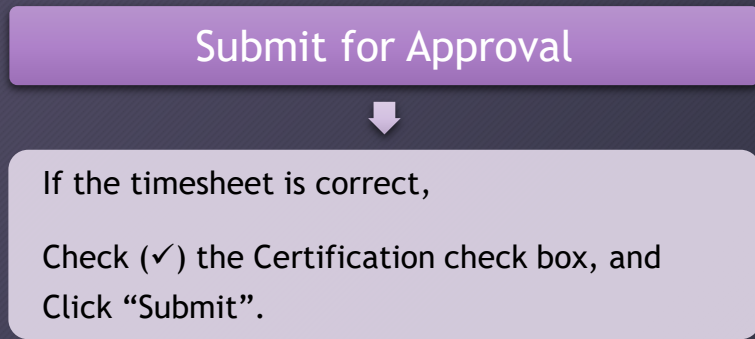 Submit for Approval
If the timesheet is correct,
Check (✓) the Certification check box, and
Click “Submit”.